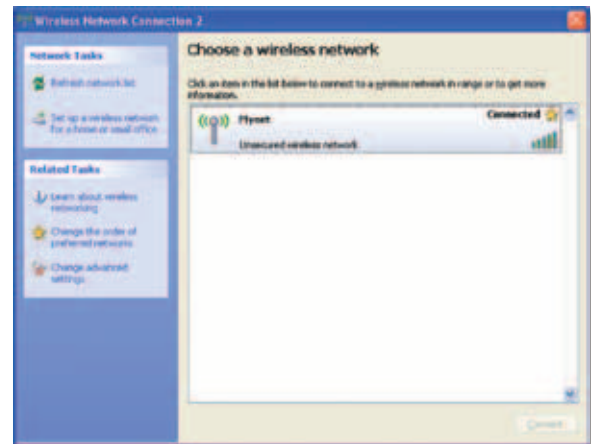 Wireless Network Connection 2
Network Tasks
Refresh network list
Set up a wireless network
for a home or small office
Related Tasks
Learn about wireless
networking
Change the order of
preferred networks
Change advanced
settings
Choose a wireless network
Click an item in the list below to connect to a wireless network in range or to get more
information.
Connected
Unsecured wireless network
Connect